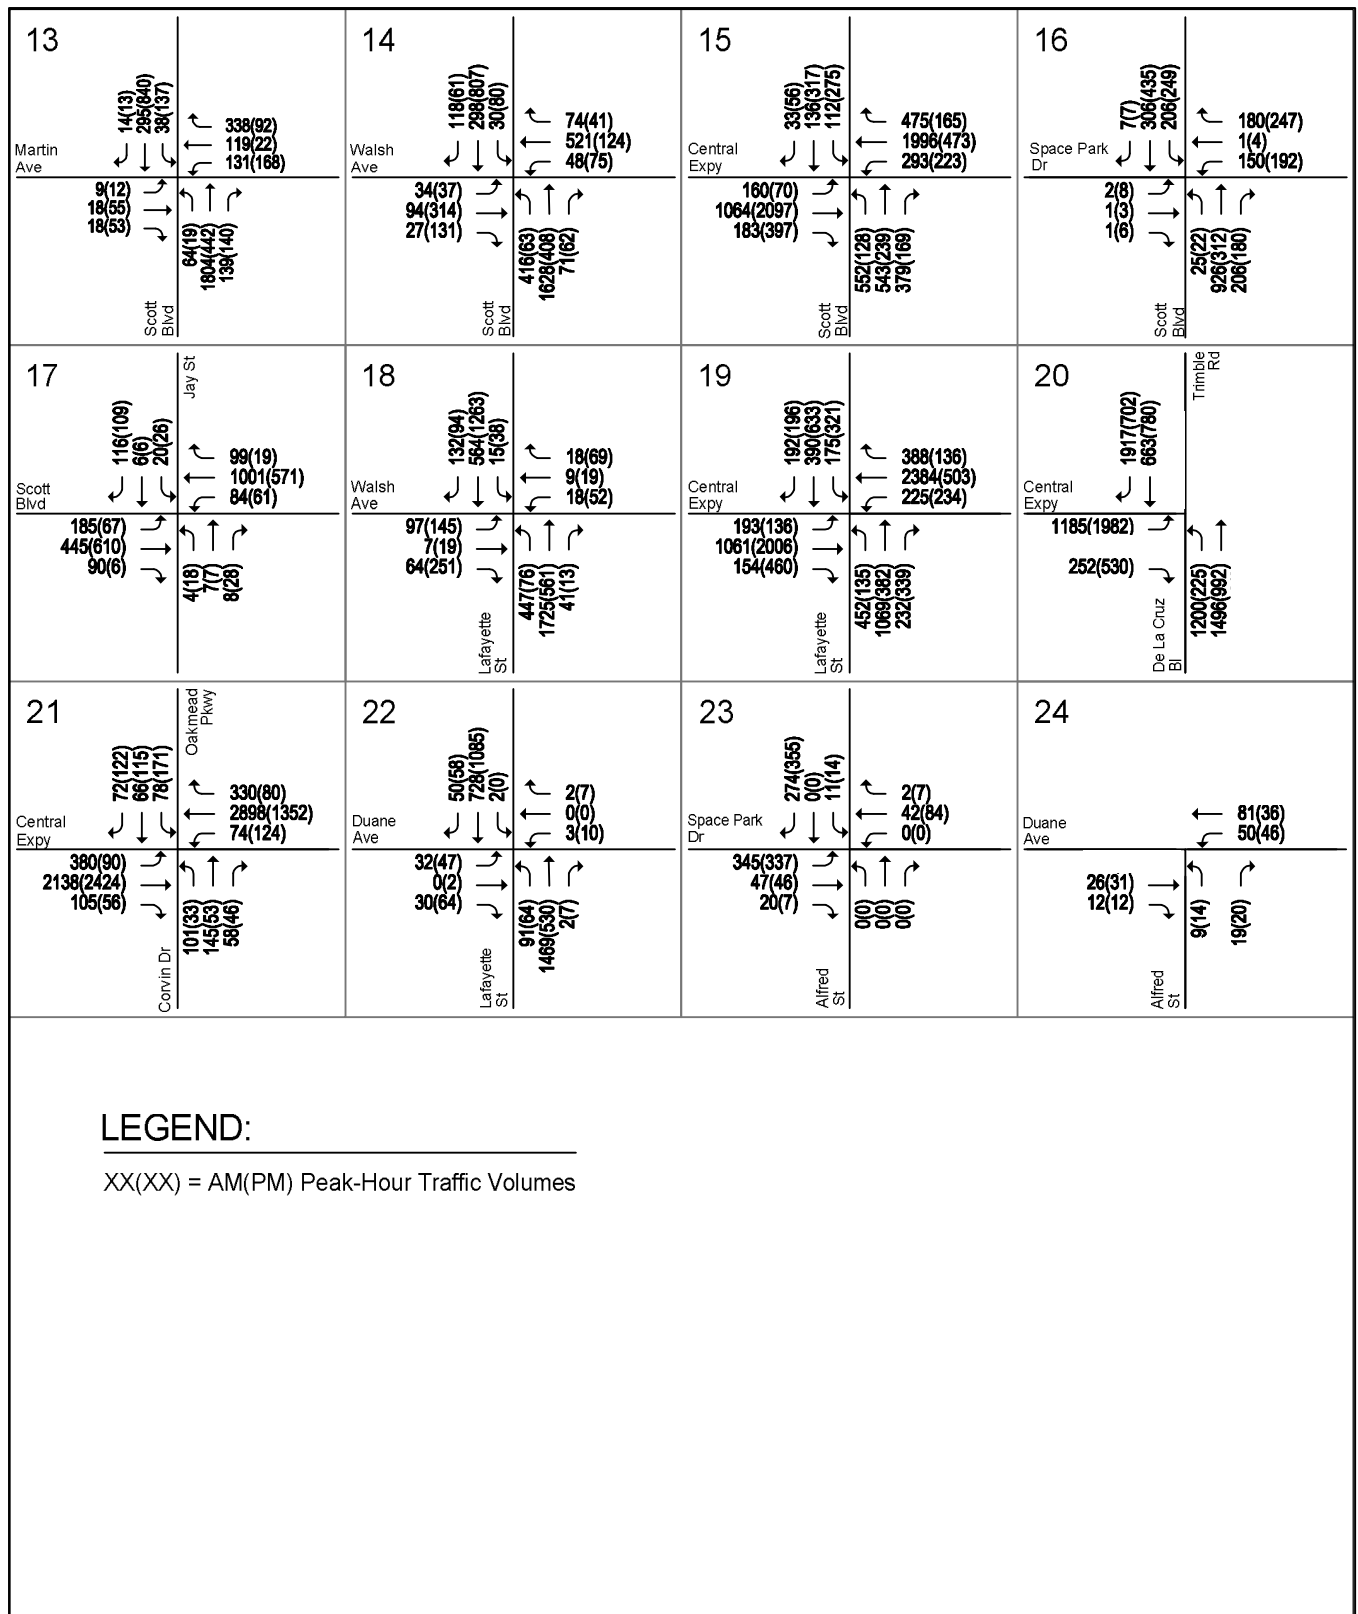 13
14(13)
295(840)
38(137)
338(92)
119(22)
131(168)
Martin
Ave
9(12)
18(55)
18(53)
64(19)
1804(442)
139(140)
Scott
Blvd
14
118(61)
298(807)
30(80)
74(41)
521(124)
48(75)
Walsh
Ave
34(37)
94(314)
27(131)
416(63)
1628(408)
71(62)
Scott
Blvd
15
33(56)
136(317)
112(275)
475(165)
1996(473)
293(223)
Central
Expy
160(70)
1064(2097)
183(397)
552(128)
543(239)
379(169)
Scott
Blvd
16
7(7)
306(435)
206(249)
180(247)
1(4)
150(192)
Space Park
Dr
2(8)
1(3)
1(6)
25(22)
926(312)
206(180)
Scott
Blvd
17
Jay St
116(109)
6(6)
20(26)
99(19)
1001(571)
84(61)
Scott
Blvd
185(67)
445(610)
90(6)
4(18)
7(7)
8(28)
18
132(94)
564(1263)
15(38)
18(69)
9(19)
18(52)
Walsh
Ave
97(145)
7(19)
64(251)
447(76)
1725(561)
41(13)
Lafayette
St
19
192(196)
390(633)
175(321)
388(136)
2384(503)
225(234)
Central
Expy
193(136)
1061(2006)
154(460)
452(135)
1069(382)
232(339)
Lafayette
St
20
Trimble
Rd
1917(702)
663(780)
Central
Expy
1185(1982)
252(530)
1200(225)
1496(992)
De La Cruz
Bl
21
Oakmead
Pkwy
72(122)
66(115)
78(171)
330(80)
2898(1352)
74(124)
Central
Expy
380(90)
2138(2424)
105(56)
101(33)
145(53)
58(46)
Corvin Dr
22
50(58)
728(1085)
2(0)
2(7)
0(0)
3(10)
Duane
Ave
32(47)
0(2)
30(64)
91(64)
1469(530)
2(7)
Lafayette
St
23
274(355)
0(0)
11(14)
2(7)
42(84)
0(0)
Space Park
Dr
345(337)
47(46)
20(7)
0(0)
0(0)
0(0)
Alfred
St
24
81(36)
50(46)
Duane
Ave
26(31)
12(12)
9(14)
19(20)
Alfred
St
LEGEND:
XX(XX) = AM(PM) Peak-Hour Traffic Volumes